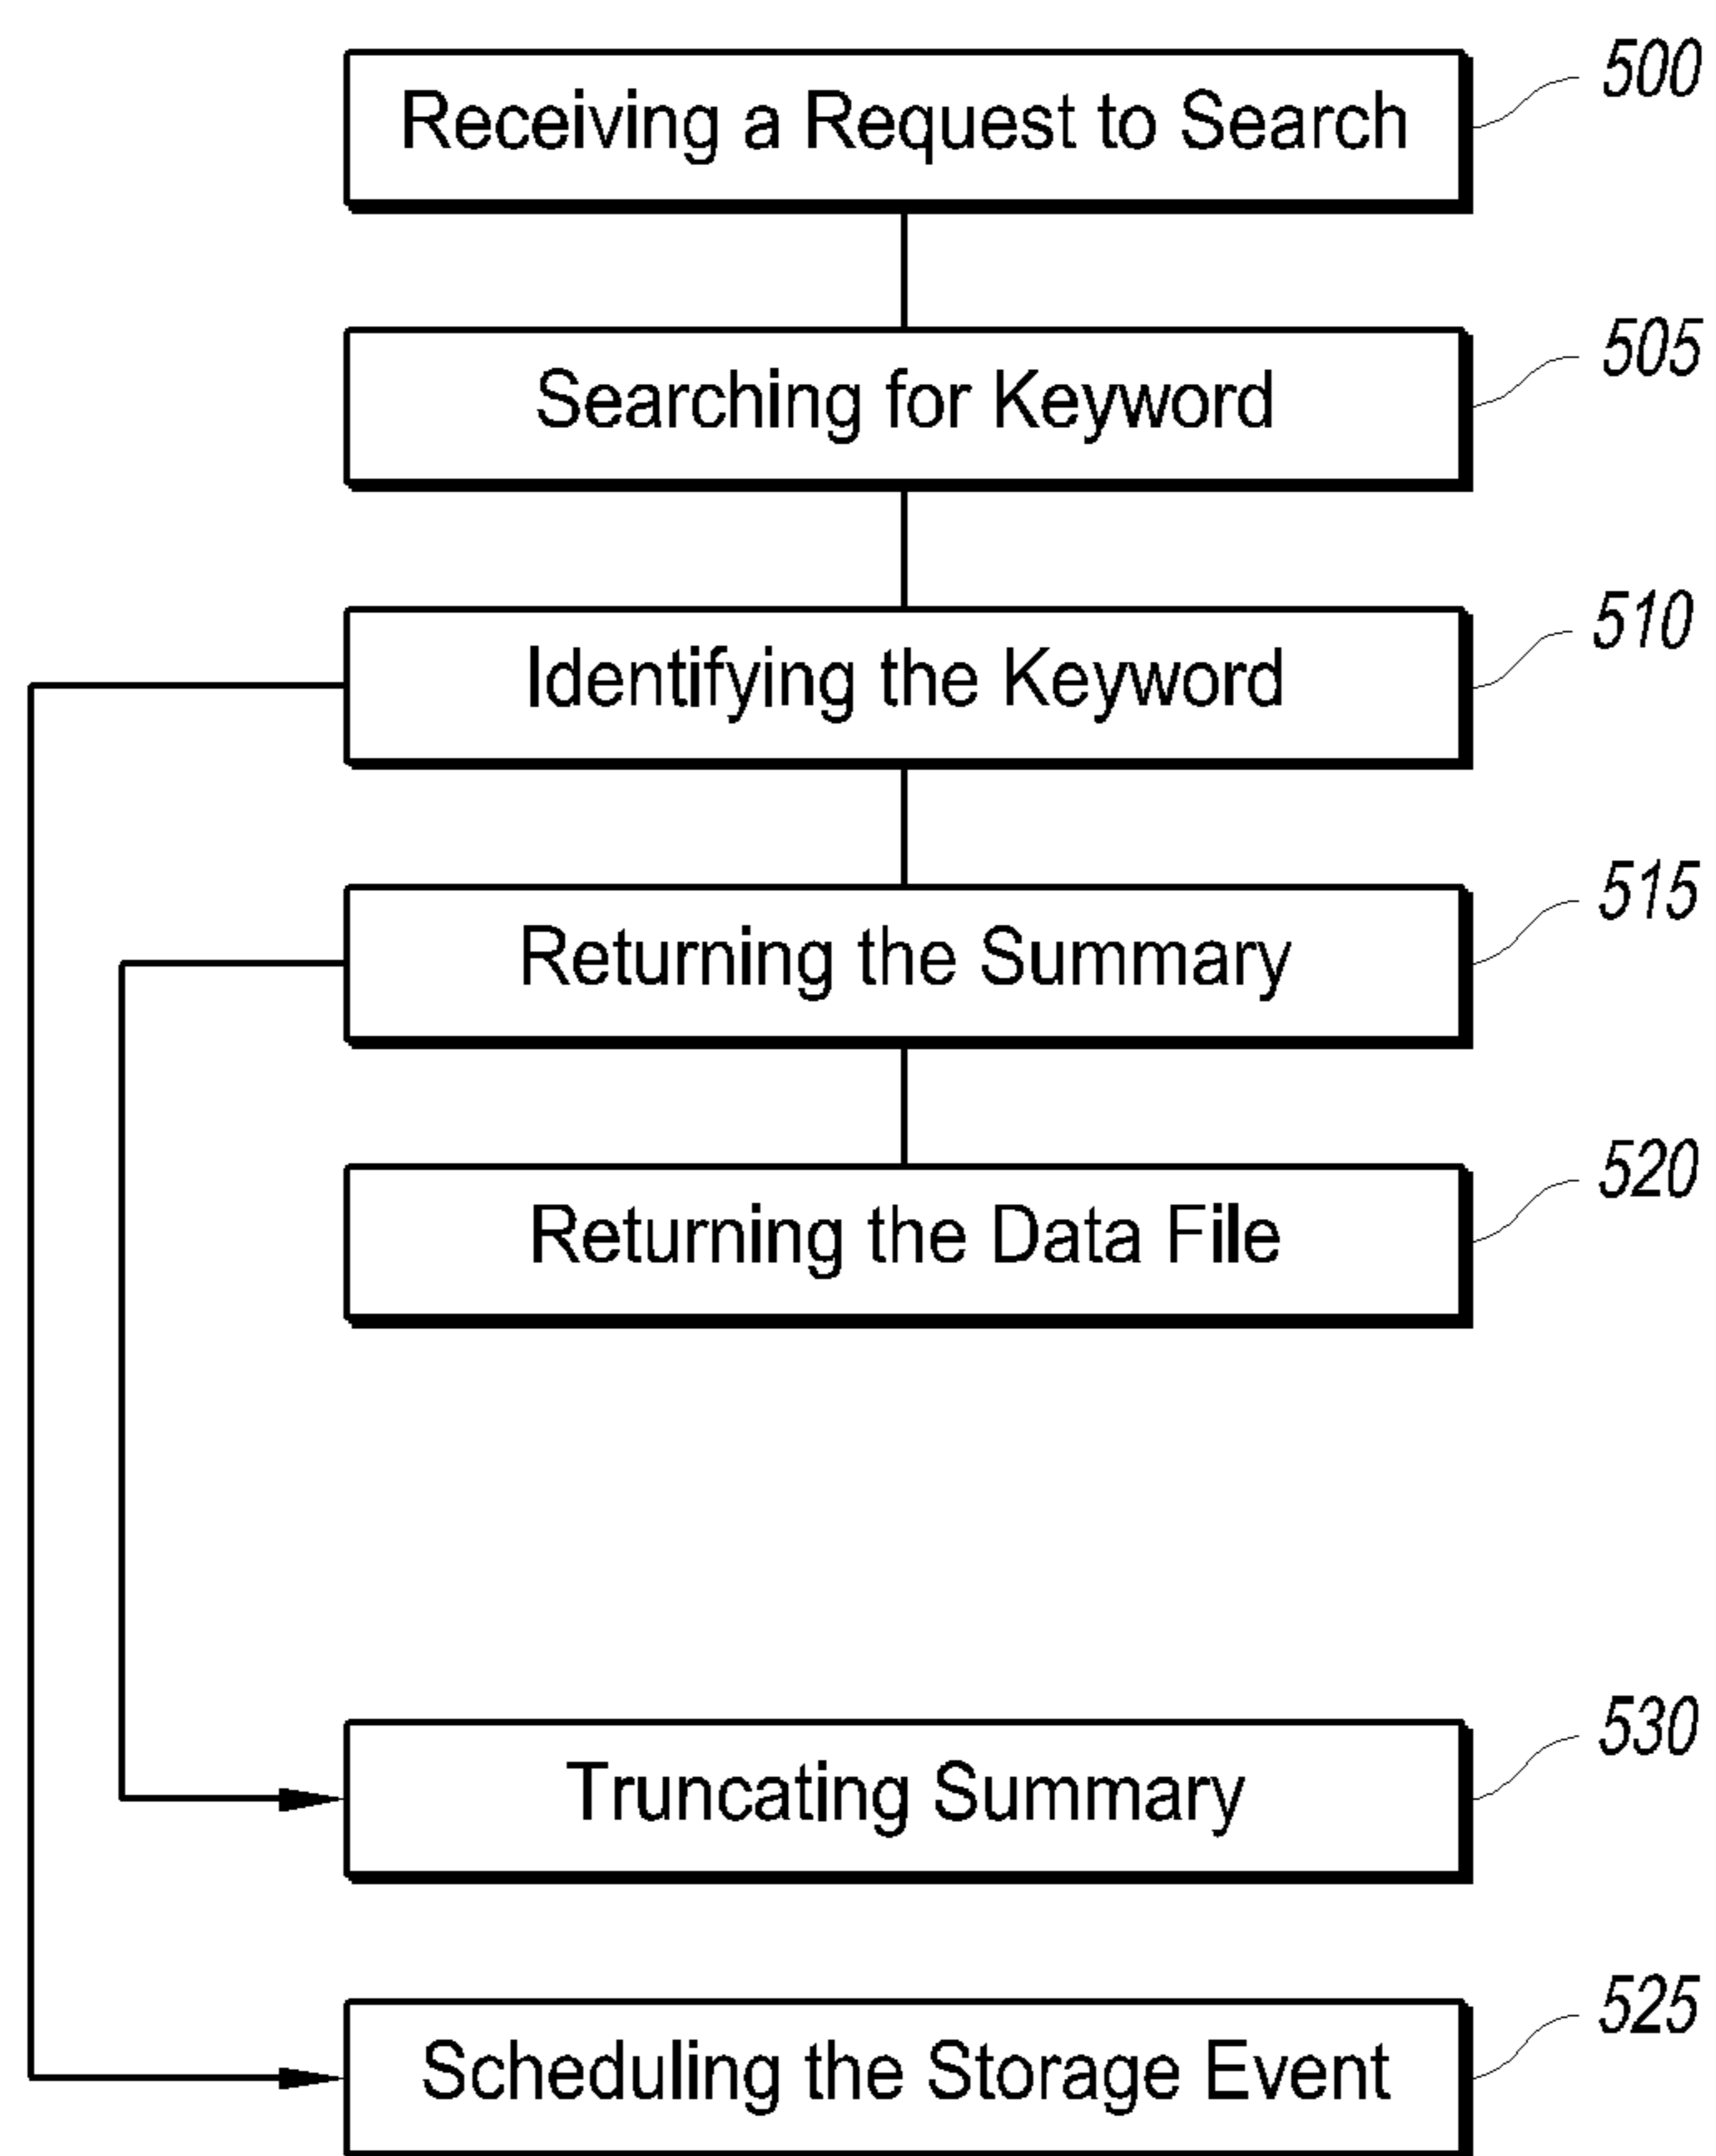 Receiving a Request to Search 500
Searching for Keyword 505
Identifying the Keyword 510
Returning the Summary 515
Returning the Data File 520
Truncating Summary 530
Scheduling the Storage Event 525